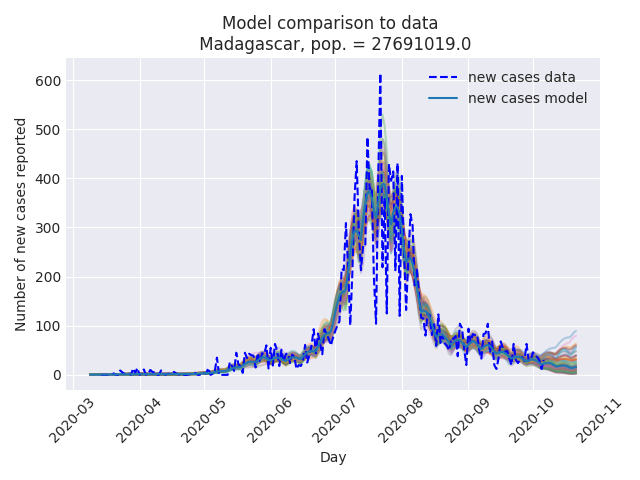 Model comparison to data
Madagascar, pop. = 27691019.0
new cases data
new cases model
Number of new cases reported
600
500
400
300
200
100
0
2020-03
2020-04
2020-05
2020-06
2020-07
2020-08
2020-09
2020-10
2020-11
Day